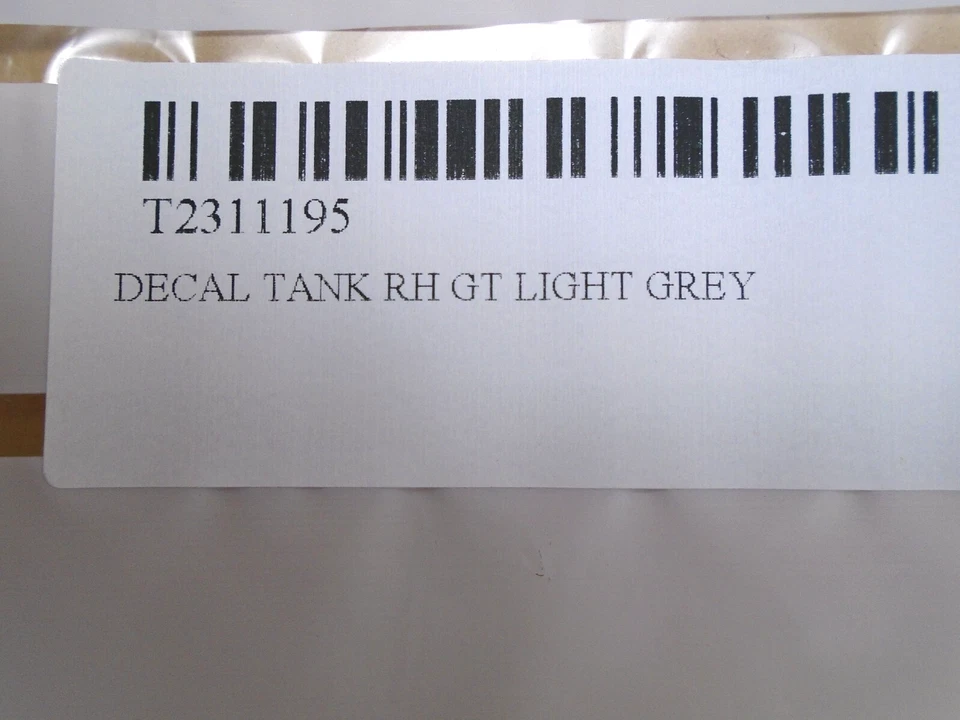 T2311195
DECAL TANK RH GT LIGHT GREY